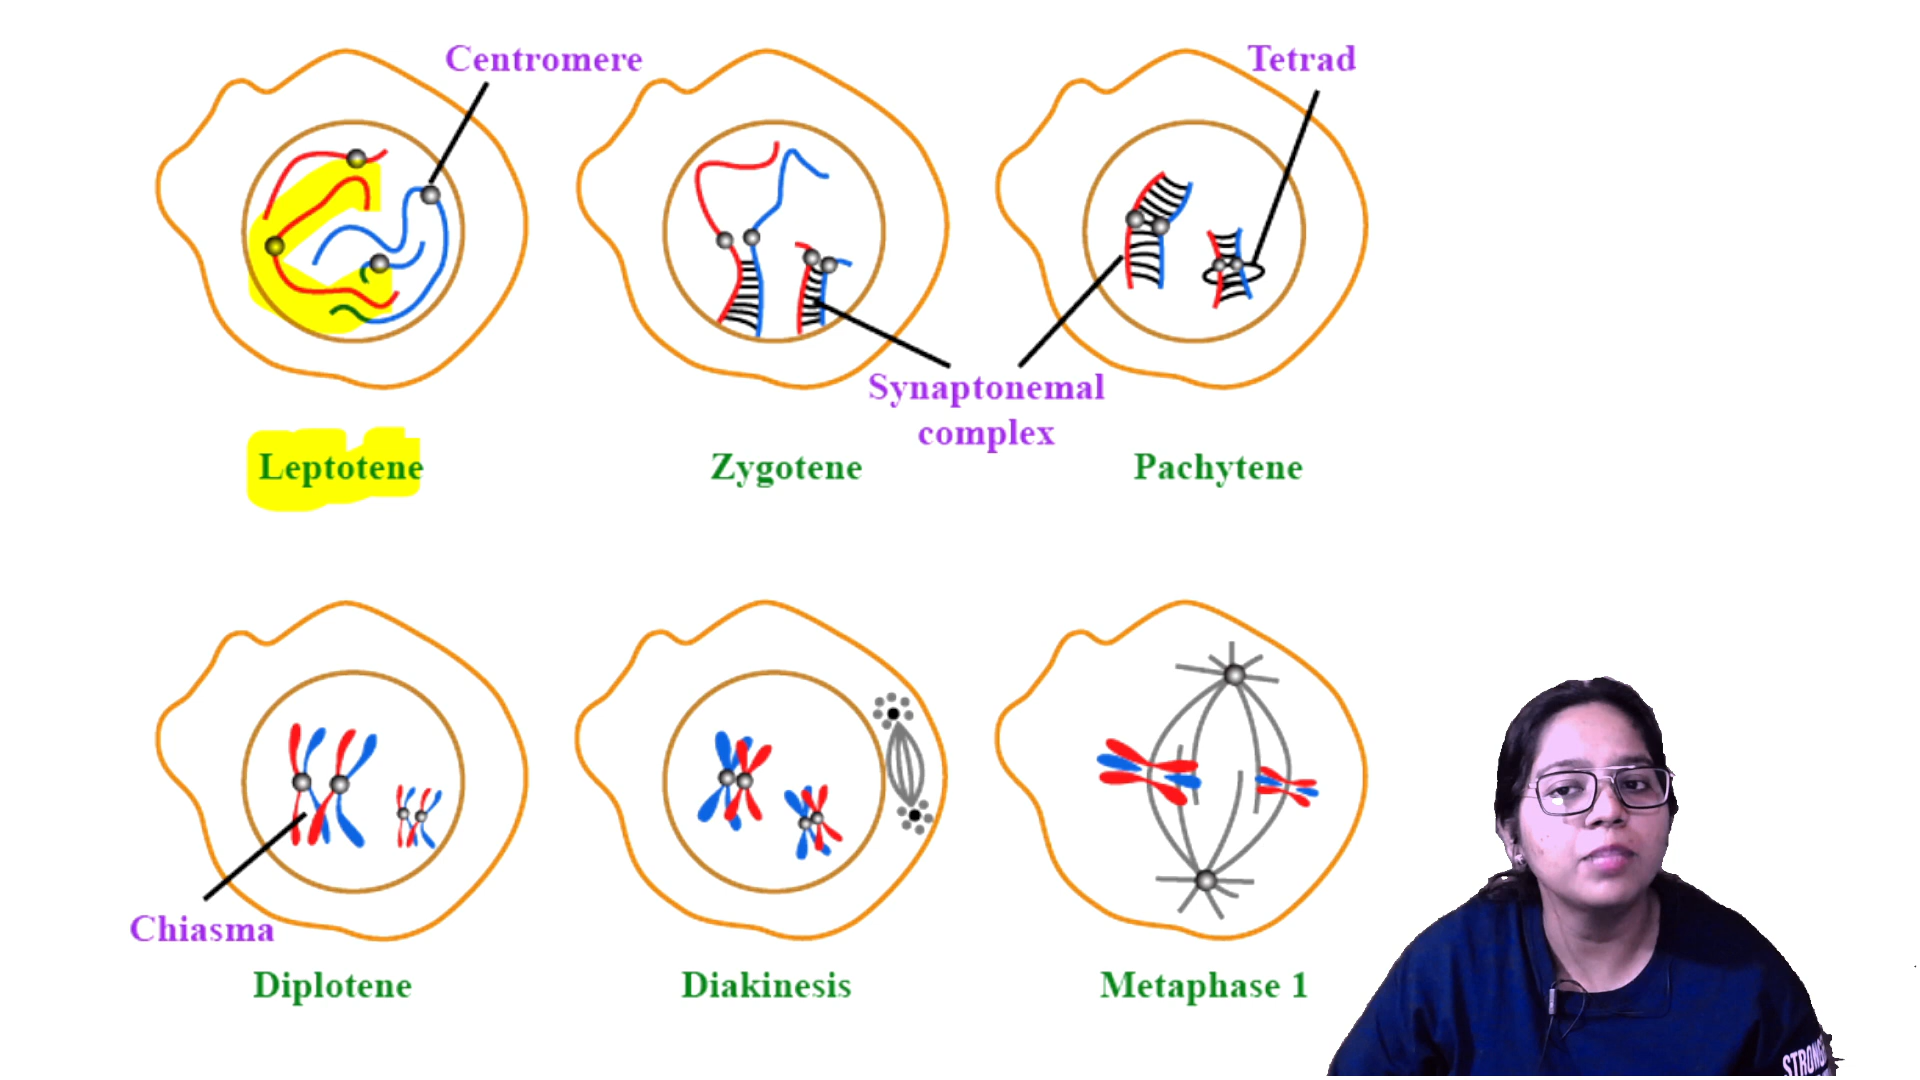 Centromere
Tetrad
Synaptonemal
complex
Leptotene
Zygotene
Pachytene
Chiasma
Diplotene
Diakinesis
Metaphase 1